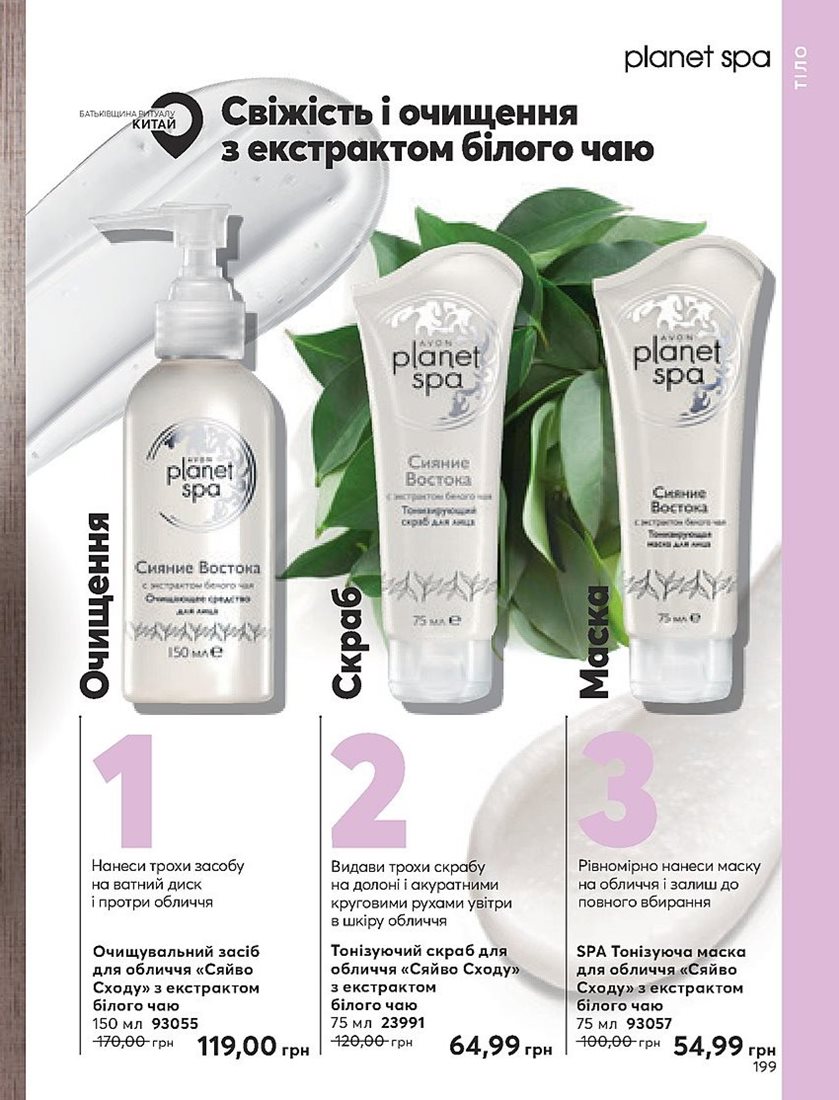 planet spa
ТІЛО
БАТЬКІВЩИНА РИТУАЛУ
КИТАЙ
Свіжість і очищення
з екстрактом білого чаю
AVON
planet
spa
Сияние Востока
с экстрактом белого чая
Очищающее средство
для лица
150 мл e
AVON
planet
spa
Сияние
Востока
с экстрактом белого чая
Тонизирующий
скраб для лица
75 мл e
AVON
planet
spa
Сияние
Востока
с экстрактом белого чая
Тонизирующая
маска для лица
75 мл e
Очищення
Скраб
Маска
1
Нанеси трохи засобу
на ватний диск
і протри обличчя
Очищувальний засіб
для обличчя «Сяйво
Сходу» з екстрактом
білого чаю
150 мл 93055
170,00 грн 119,00 грн
2
Видави трохи скрабу
на долоні і акуратними
круговими рухами увітри
в шкіру обличчя
Тонізуючий скраб для
обличчя «Сяйво Сходу»
з екстрактом
білого чаю
75 мл 23991
120,00 грн 64,99 грн
3
Рівномірно нанеси маску
на обличчя і залиш до
повного вбирання
SPA Тонізуюча маска
для обличчя «Сяйво
Сходу» з екстрактом
білого чаю
75 мл 93057
100,00 грн 54,99 грн
199